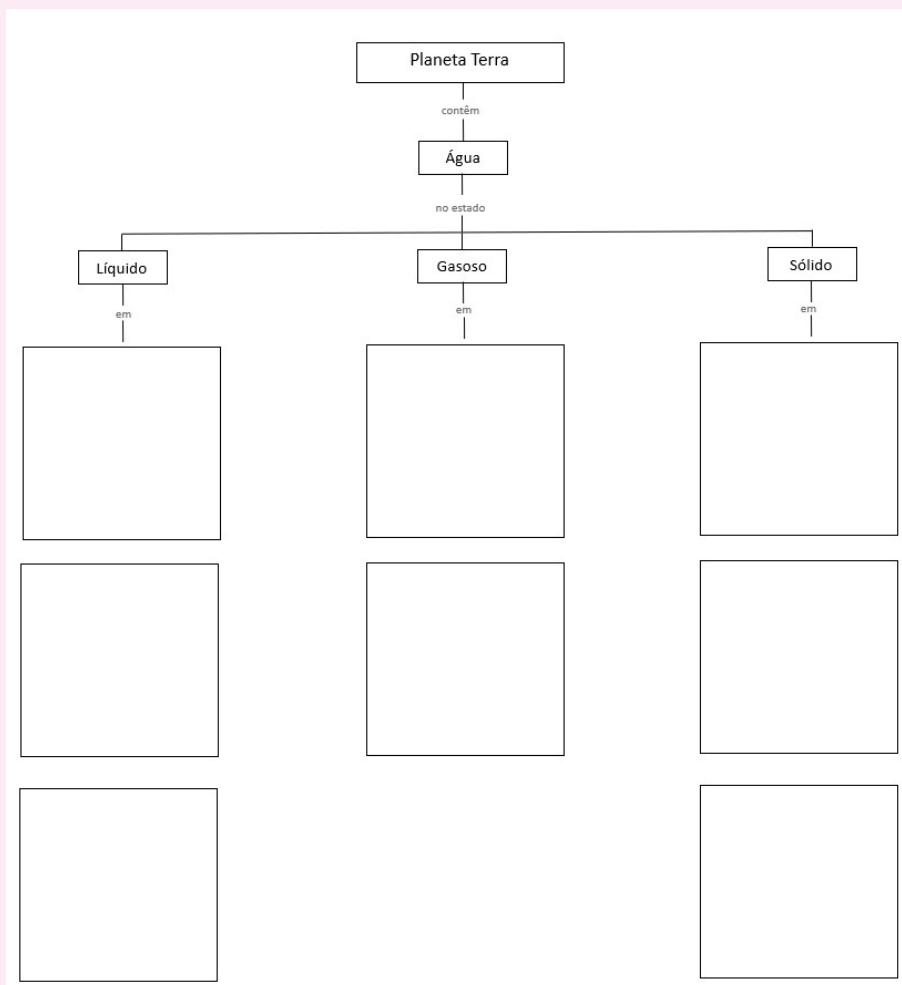 Planeta Terra
contêm
Água
no estado
Líquido
Gasoso
Sólido
em
em
em